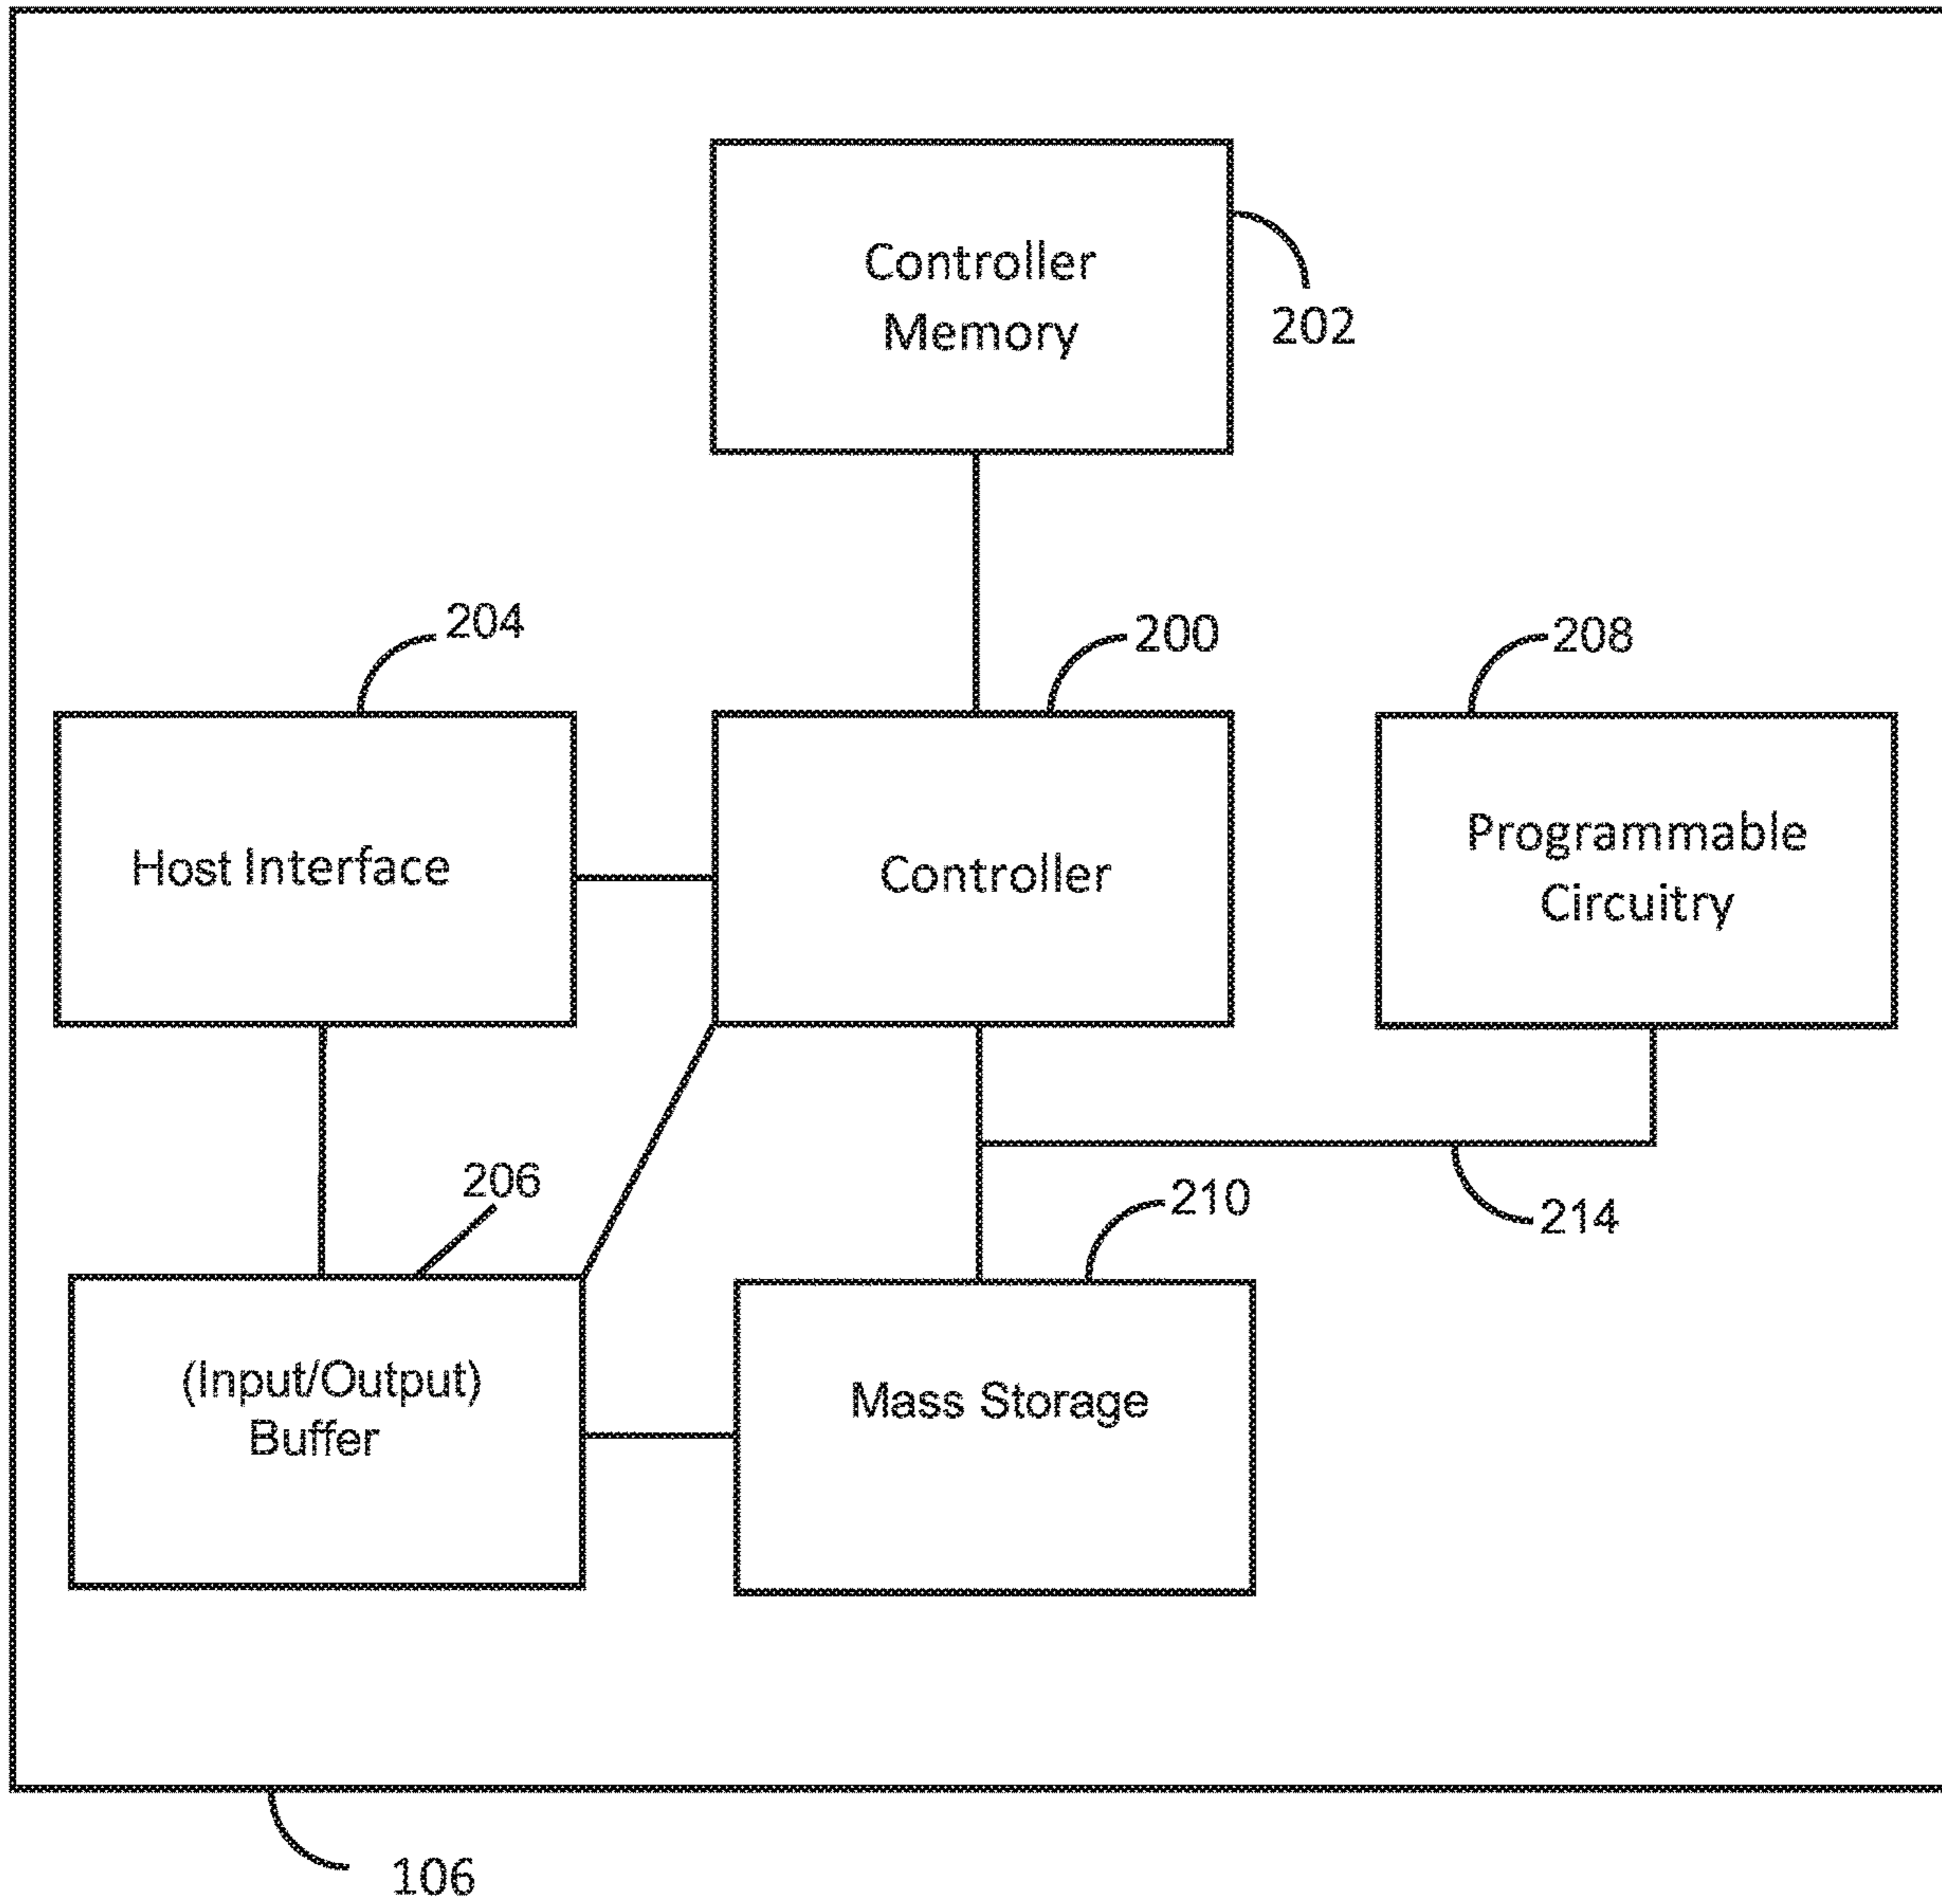 Controller
Memory
202
204
200
208
Host Interface
Controller
Programmable
Circuitry
206
210
214
(Input/Output)
Buffer
Mass Storage
106